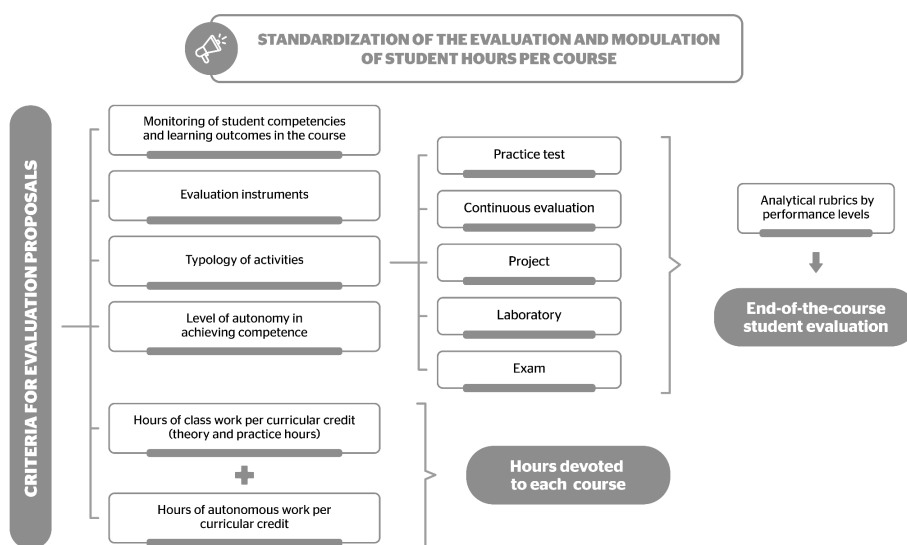 STANDARDIZATION OF THE EVALUATION AND MODULATION
OF STUDENT HOURS PER COURSE
CRITERIA FOR EVALUATION PROPOSALS
Monitoring of student competencies
and learning outcomes in the course
Evaluation instruments
Typology of activities
Level of autonomy in
achieving competence
Hours of class work per curricular credit
(theory and practice hours)
Hours of autonomous work per
curricular credit
Practice test
Continuous evaluation
Project
Laboratory
Exam
Hours devoted
to each course
Analytical rubrics by
performance levels
End-of-the-course
student evaluation